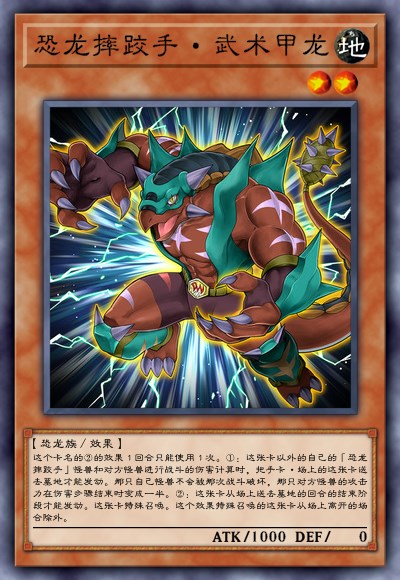 恐龙摔跤手·武术甲龙
地
【恐龙族/效果】
这个卡名的②的效果1回合只能使用1次。①：这张卡以外的自己的「恐龙
摔跤手」怪兽和对方怪兽进行战斗的伤害计算时，把手卡·场上的这张卡送
去墓地才能发动。那只自己怪兽不会被那次战斗破坏，那只对方怪兽的攻击
力在伤害步骤结束时变成一半。②：这张卡从场上送去墓地的回合的结束阶
段才能发动。这张卡特殊召唤。这个效果特殊召唤的这张卡从场上离开的场
合除外。
ATK/1000 DEF/ 0